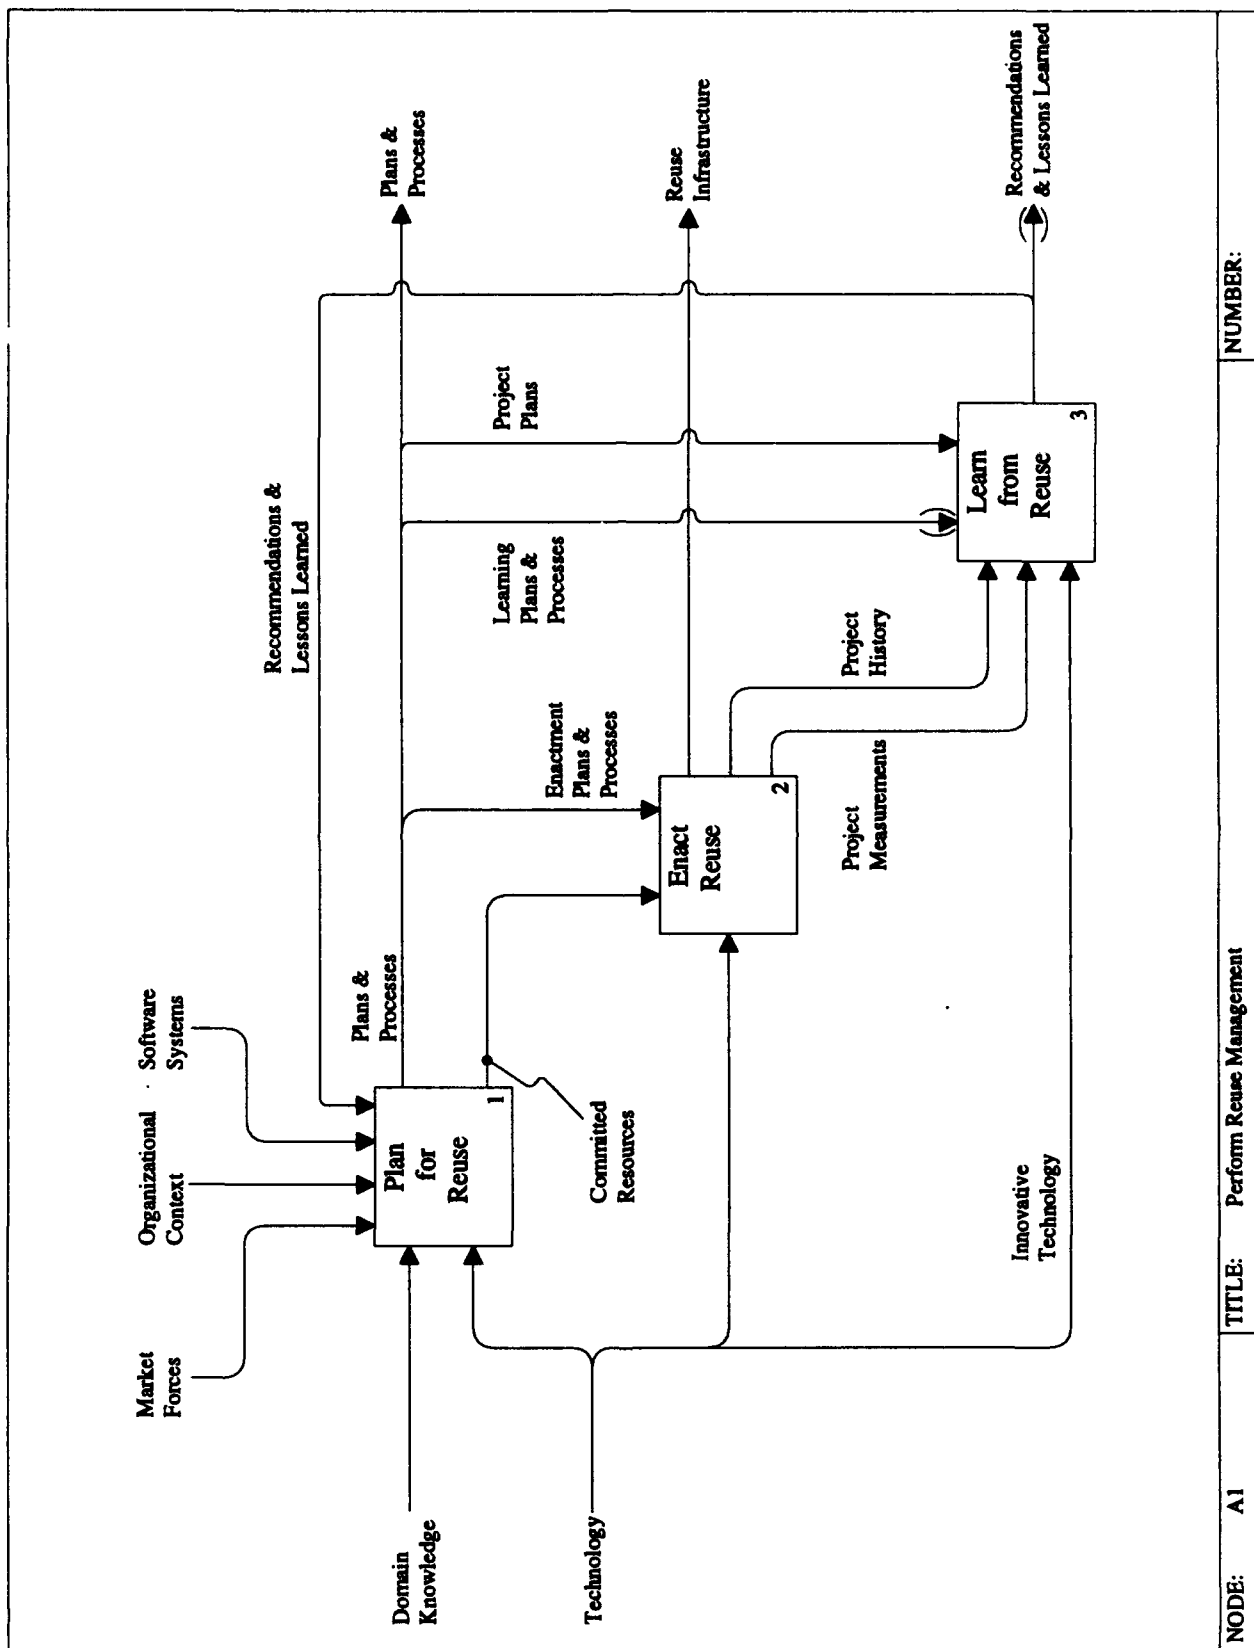 Market
Forces
Organizational
Context
Software
Systems
Recommendations &
Lessons Learned
Domain
Knowledge
Technology
Plan
for
Reuse
1
Plans &
Processes
Plans &
Processes
Committed
Resources
Enactment
Plans &
Processes
Learning
Plans &
Processes
Project
Plans
Enact
Reuse
2
Reuse
Infrastructure
Project
History
Project
Measurements
Learn
from
Reuse
3
Recommendations
& Lessons Learned
Innovative
Technology
NODE: A1
TITLE: Perform Reuse Management
NUMBER: